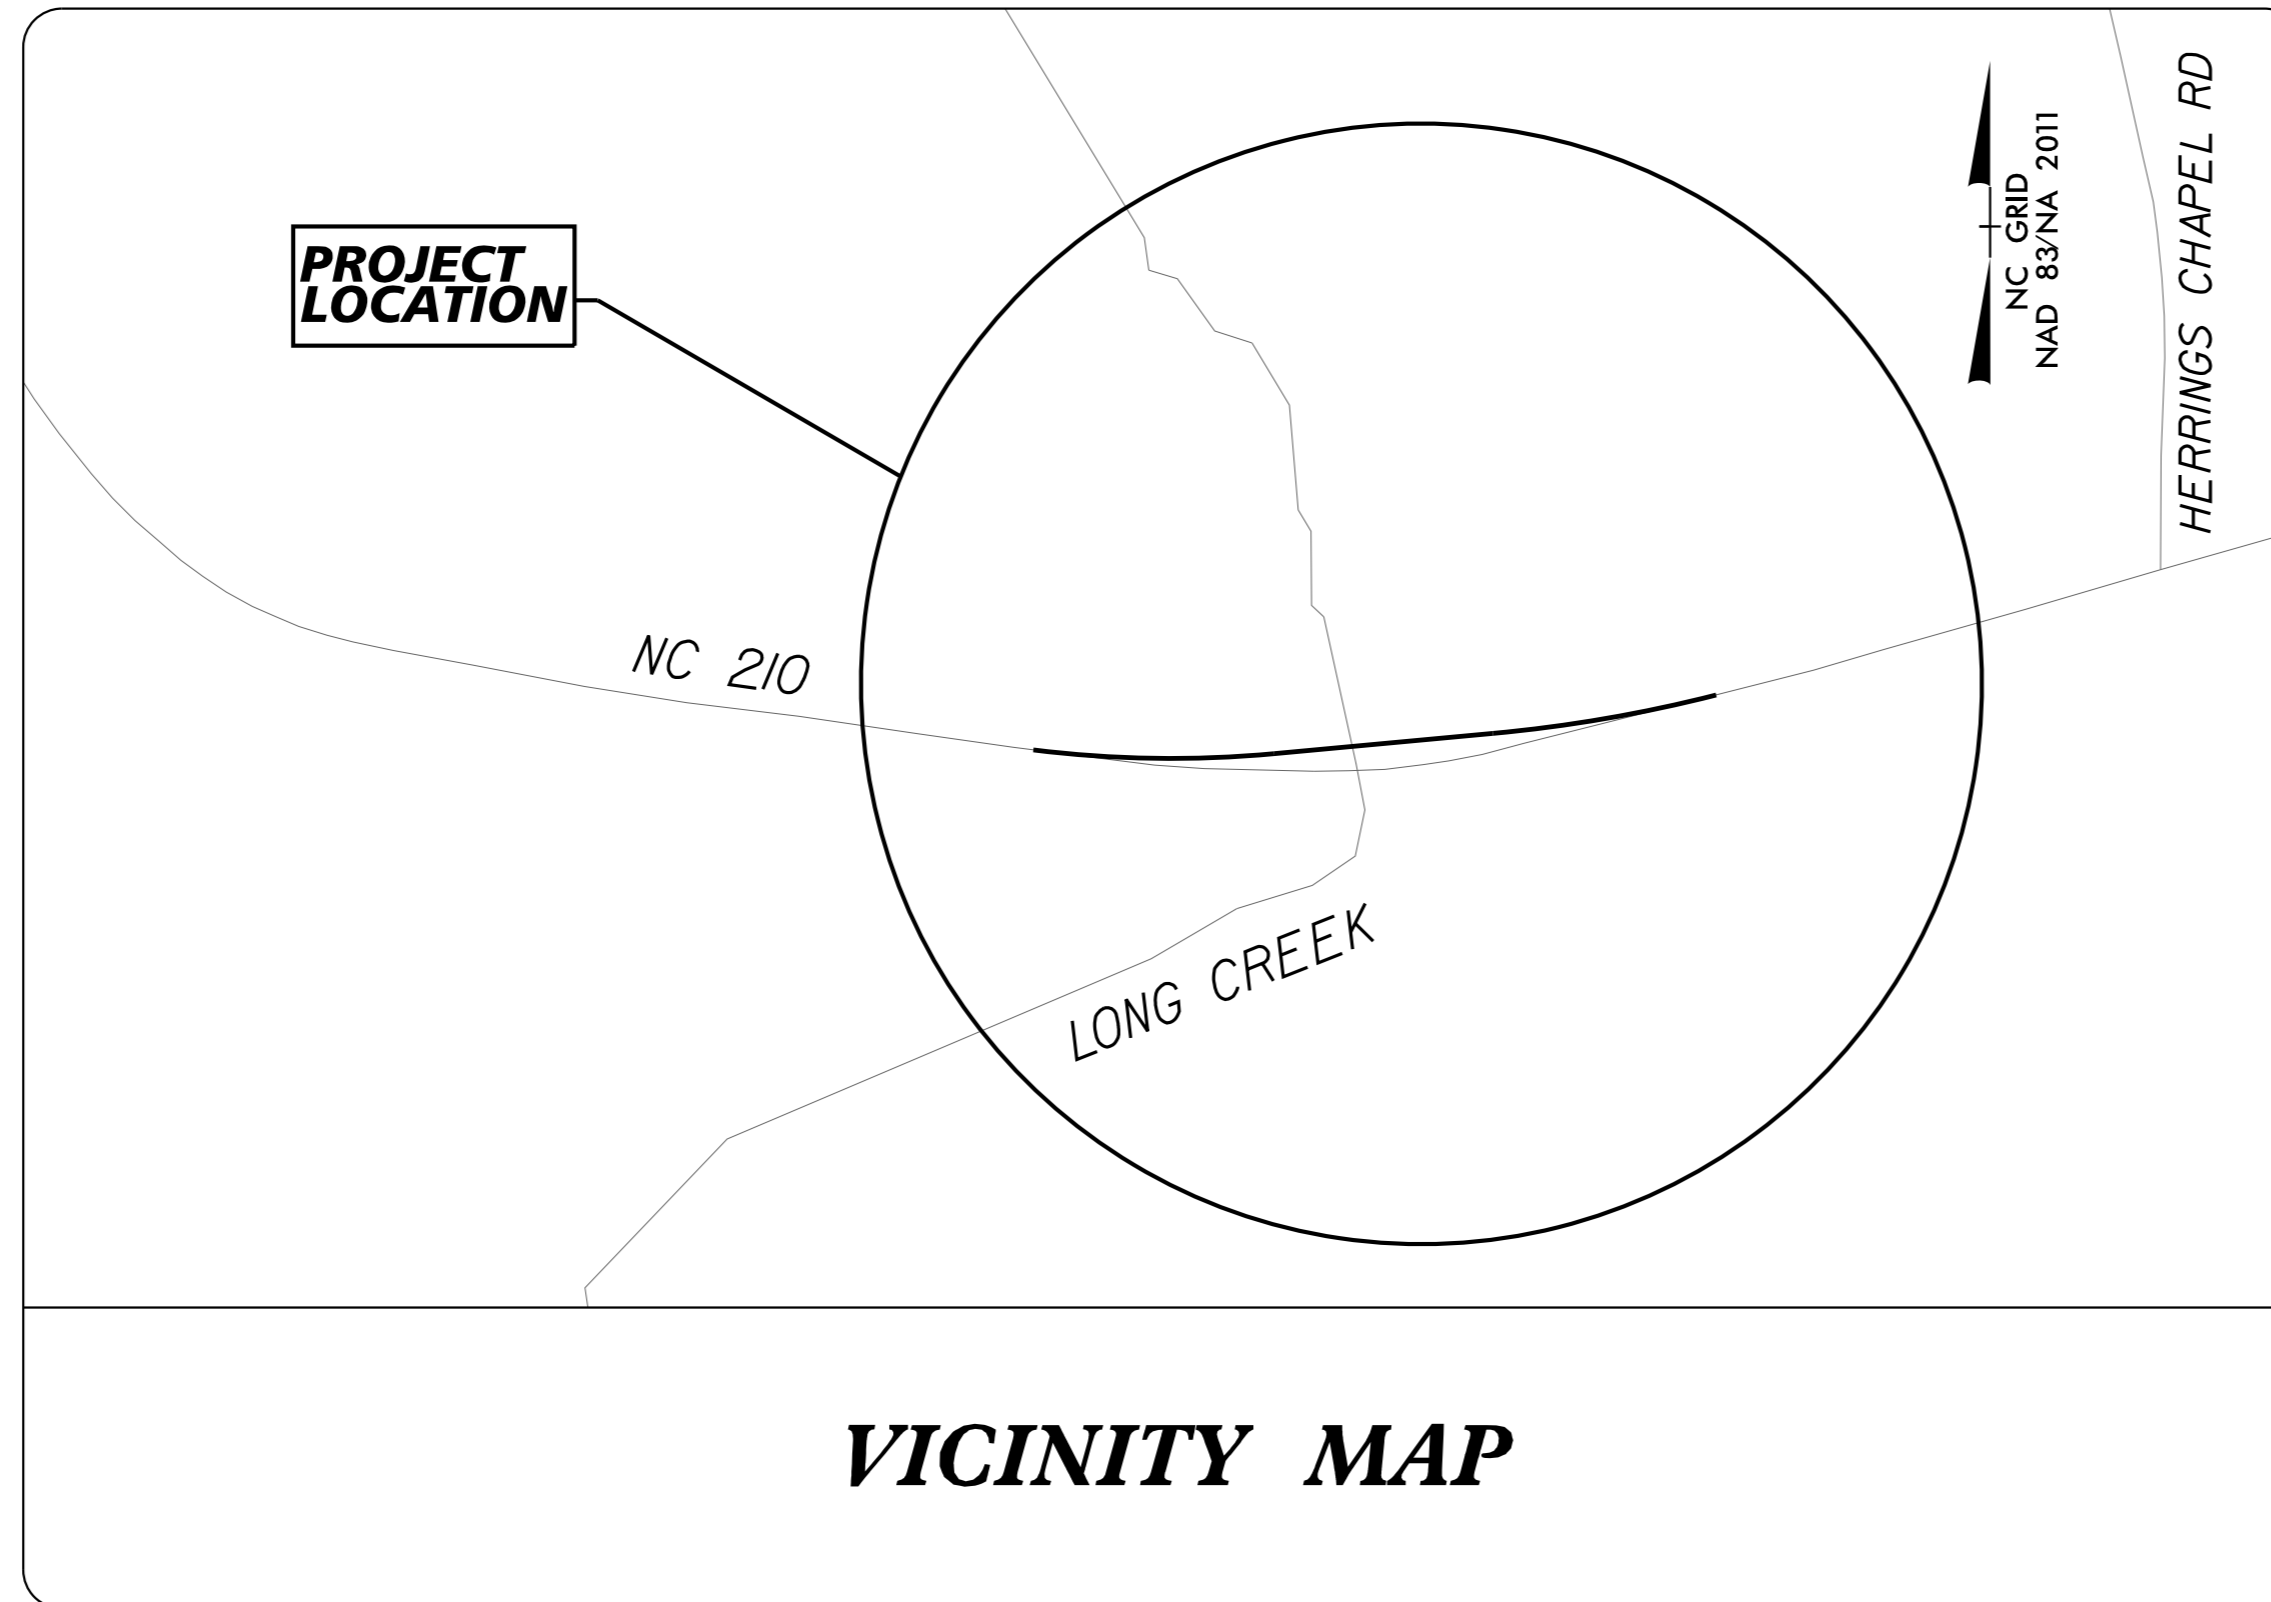 PROJECT
LOCATION
NC GRID
NAD 83/NA 2011
HERRINGS CHAPEL RD
NC 210
LONG CREEK
VICINITY MAP